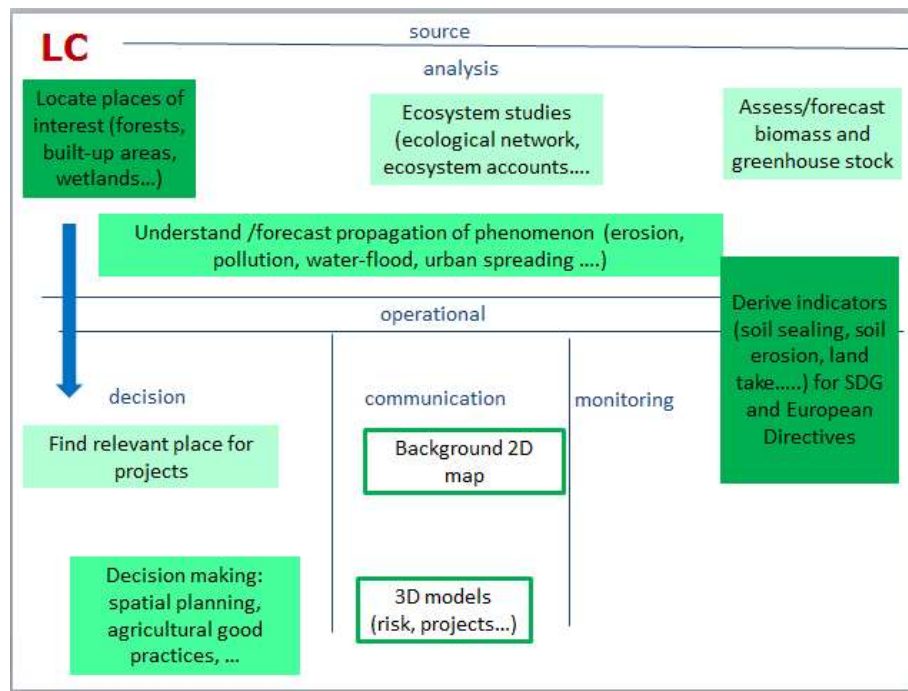 LC
source
analysis
Locate places of
interest (forests,
built-up areas,
wetlands...)
Ecosystem studies
(ecological network,
ecosystem accounts....
Assess/forecast
biomass and
greenhouse stock
Understand /forecast propagation of phenomenon (erosion,
pollution, water-flood, urban spreading ....)
operational
Derive indicators
(soil sealing, soil
erosion, land
take.....) for SDG
and European
Directives
decision
communication
monitoring
Find relevant place for
projects
Background 2D
map
Decision making:
spatial planning,
agricultural good
practices, ...
3D models
(risk, projects...)